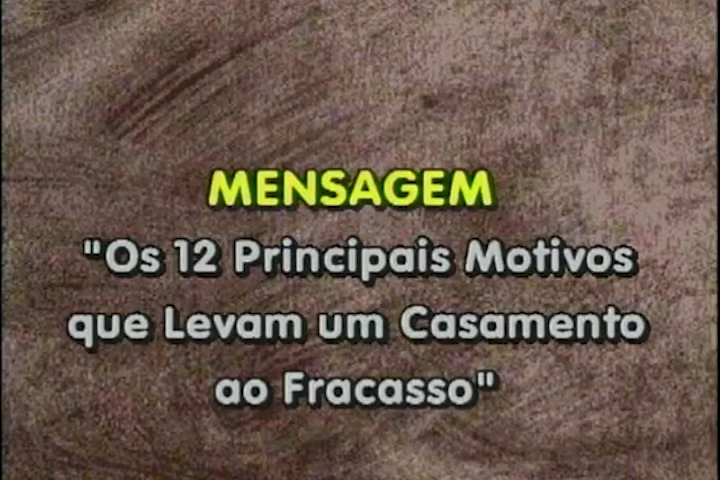 MENSAGEM
"Os 12 Principais Motivos
que Levam um Casamento
ao Fracasso"